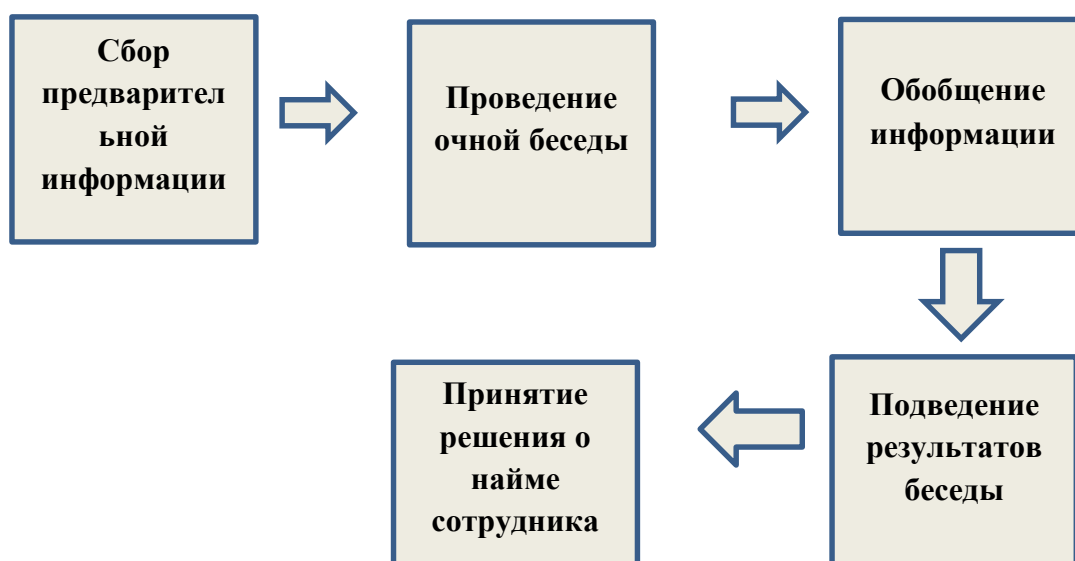 Сбор
предварител
ьной
информации
Проведение
очной беседы
Обобщение
информации
Подведение
результатов
беседы
Принятие
решения о
найме
сотрудника